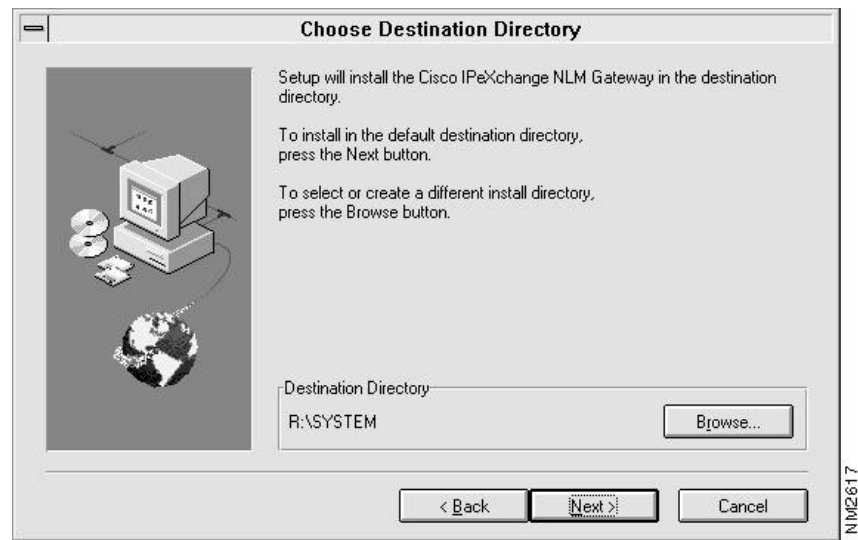 Choose Destination Directory
Setup will install the Cisco IPeXchange NLM Gateway in the destination
directory.
To install in the default destination directory,
press the Next button.
To select or create a different install directory,
press the Browse button.
Destination Directory
R:\SYSTEM
Browse...
< Back
Next >
Cancel
NM2617